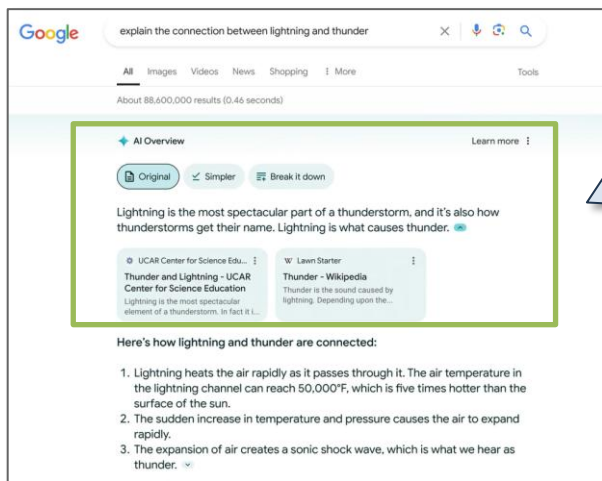 Google
explain the connection between lightning and thunder
All Images Videos News Shopping More Tools
About 88,600,000 results (0.46 seconds)
AI Overview Learn more
Original Simpler Break it down
Lightning is the most spectacular part of a thunderstorm, and it's also how
thunderstorms get their name. Lightning is what causes thunder.
UCAR Center for Science Edu...
Thunder and Lightning - UCAR
Center for Science Education
Lightning is the most spectacular
element of a thunderstorm. In fact it i...
W Lawn Starter
Thunder - Wikipedia
Thunder is the sound caused by
lightning. Depending upon the...
Here's how lightning and thunder are connected:
1. Lightning heats the air rapidly as it passes through it. The air temperature in
the lightning channel can reach 50,000°F, which is five times hotter than the
surface of the sun.
2. The sudden increase in temperature and pressure causes the air to expand
rapidly.
3. The expansion of air creates a sonic shock wave, which is what we hear as
thunder.